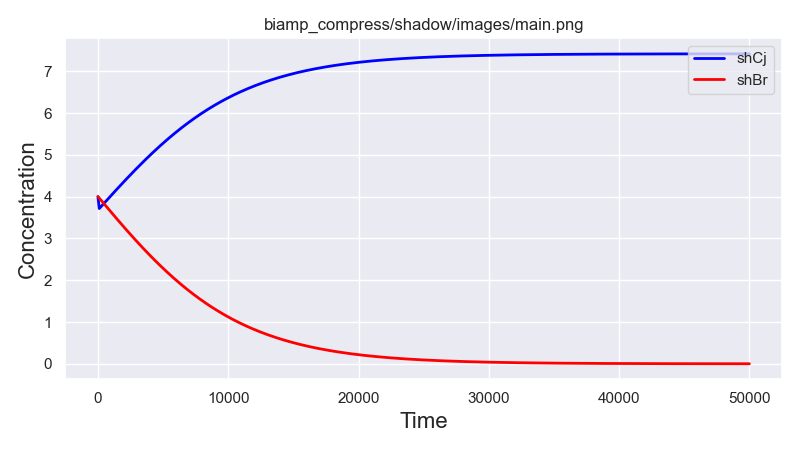 biamp_compress/shadow/images/main.png
shCj
shBr
Concentration
7
6
5
4
3
2
1
0
0 10000 20000 30000 40000 50000
Time